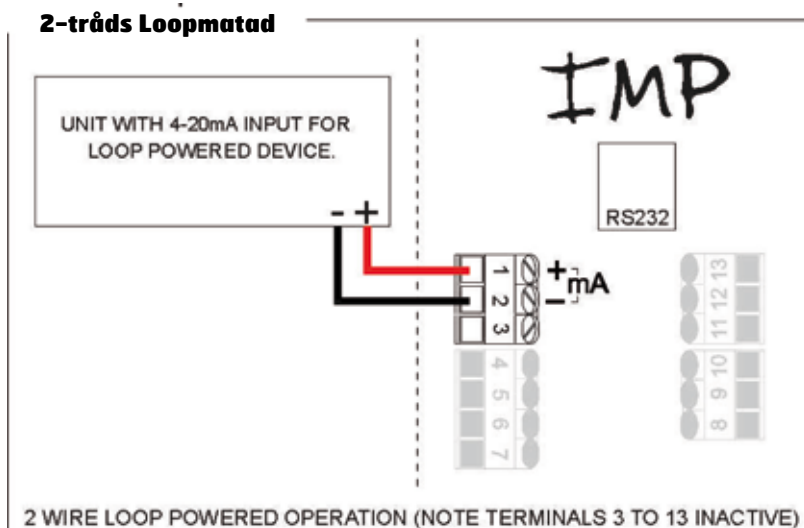 2-tråds Loopmatad
IMP
UNIT WITH 4-20mA INPUT FOR
LOOP POWERED DEVICE.
- +
RS232
1 + mA
2 -
3
4
5
6
7
13
12
11
10
9
8
2 WIRE LOOP POWERED OPERATION (NOTE TERMINALS 3 TO 13 INACTIVE)